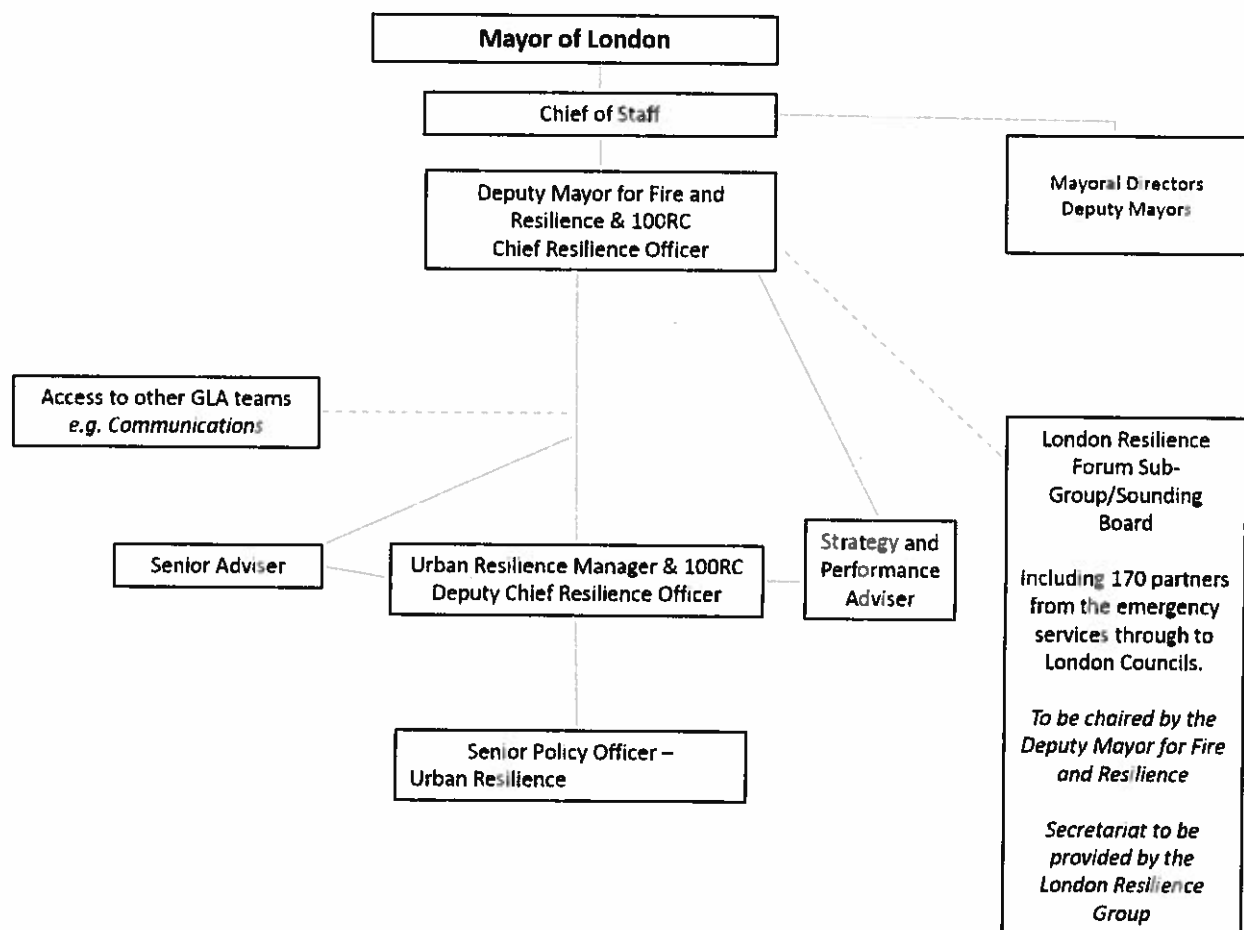 Mayor of London
Chief of Staff
Mayoral Directors
Deputy Mayors
Deputy Mayor for Fire and
Resilience & 100RC
Chief Resilience Officer
Access to other GLA teams
e.g. Communications
London Resilience
Forum Sub-
Group/Sounding
Board
including 170 partners
from the emergency
services through to
London Councils.
To be chaired by the
Deputy Mayor for Fire
and Resilience
Secretariat to be
provided by the
London Resilience
Group
Senior Adviser
Urban Resilience Manager & 100RC
Deputy Chief Resilience Officer
Strategy and
Performance
Adviser
Senior Policy Officer –
Urban Resilience